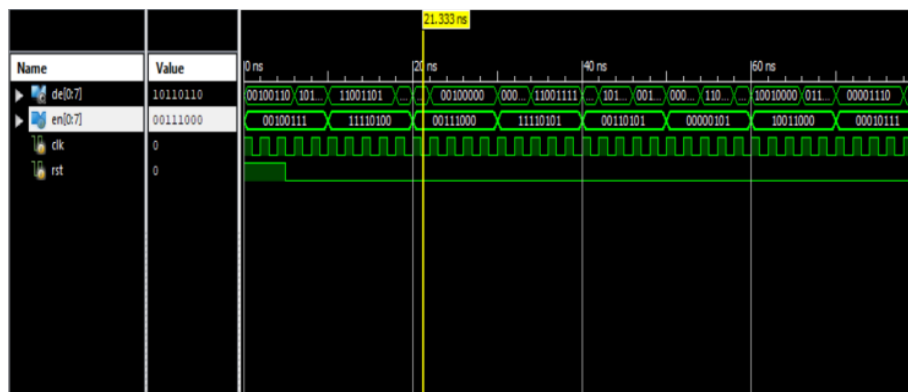 21.333 ns
Name Value 0 ns 20 ns 40 ns 60 ns
de[0:7] 10110110 00100110 101... 11001101 ... ... 00100000 000... 11001111 ... 101... 001... 000... 110... ... 10010000 011... 00001110
en[0:7] 00111000 00100111 11110100 00111000 11110101 00110101 00000101 10011000 00010111
clk 0
rst 0